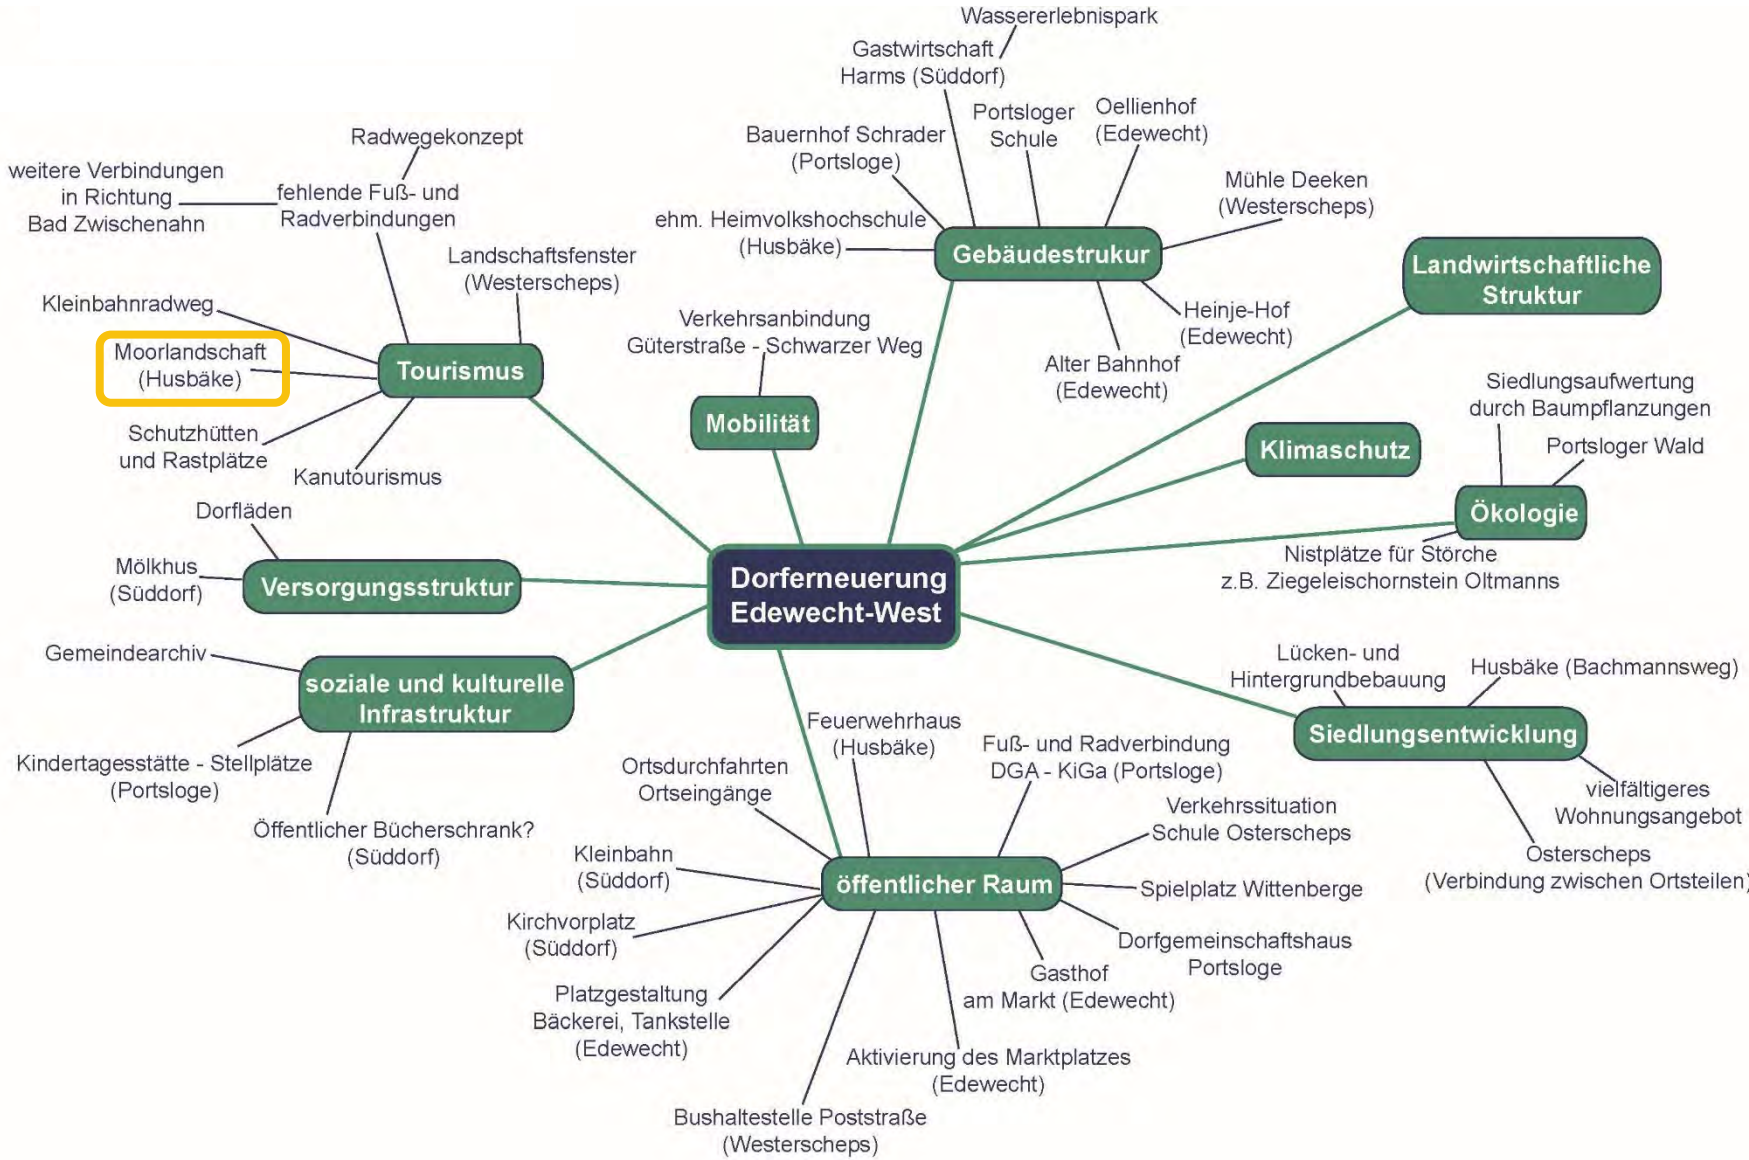 Wassererlebnispark
Gastwirtschaft
Harms (Süddorf)
Portsloger
Schule
Oellienhof
(Edewecht)
Bauernhof Schrader
(Portsloge)
Mühle Deeken
(Westerscheps)
ehm. Heimvolkshochschule
(Husbäke)
Gebäudestrukur
Heinje-Hof
(Edewecht)
Alter Bahnhof
(Edewecht)
Radwegekonzept
weitere Verbindungen
in Richtung
Bad Zwischenahn
fehlende Fuß- und
Radverbindungen
Landschaftsfenster
(Westerscheps)
Kleinbahnradweg
Moorlandschaft
(Husbäke)
Tourismus
Schutzhütten
und Rastplätze
Kanutourismus
Verkehrsanbindung
Güterstraße - Schwarzer Weg
Mobilität
Landwirtschaftliche
Struktur
Klimaschutz
Siedlungsaufwertung
durch Baumpflanzungen
Portsloger Wald
Ökologie
Nistplätze für Störche
z.B. Ziegeleischornstein Oltmanns
Dorfläden
Mölkhus
(Süddorf)
Versorgungsstruktur
Dorferneuerung
Edewecht-West
Gemeindearchiv
soziale und kulturelle
Infrastruktur
Kindertagesstätte - Stellplätze
(Portsloge)
Öffentlicher Bücherschrank?
(Süddorf)
Lücken- und
Hintergrundbebauung
Husbäke (Bachmannsweg)
Siedlungsentwicklung
vielfältigeres
Wohnungsangebot
Osterscheps
(Verbindung zwischen Ortsteilen)
Feuerwehrhaus
(Husbäke)
Fuß- und Radverbindung
DGA - KiGa (Portsloge)
Ortsdurchfahrten
Ortseingänge
Verkehrssituation
Schule Osterscheps
Kleinbahn
(Süddorf)
öffentlicher Raum
Spielplatz Wittenberge
Kirchvorplatz
(Süddorf)
Dorfgemeinschaftshaus
Portsloge
Gasthof
am Markt (Edewecht)
Platzgestaltung
Bäckerei, Tankstelle
(Edewecht)
Aktivierung des Marktplatzes
(Edewecht)
Bushaltestelle Poststraße
(Westerscheps)